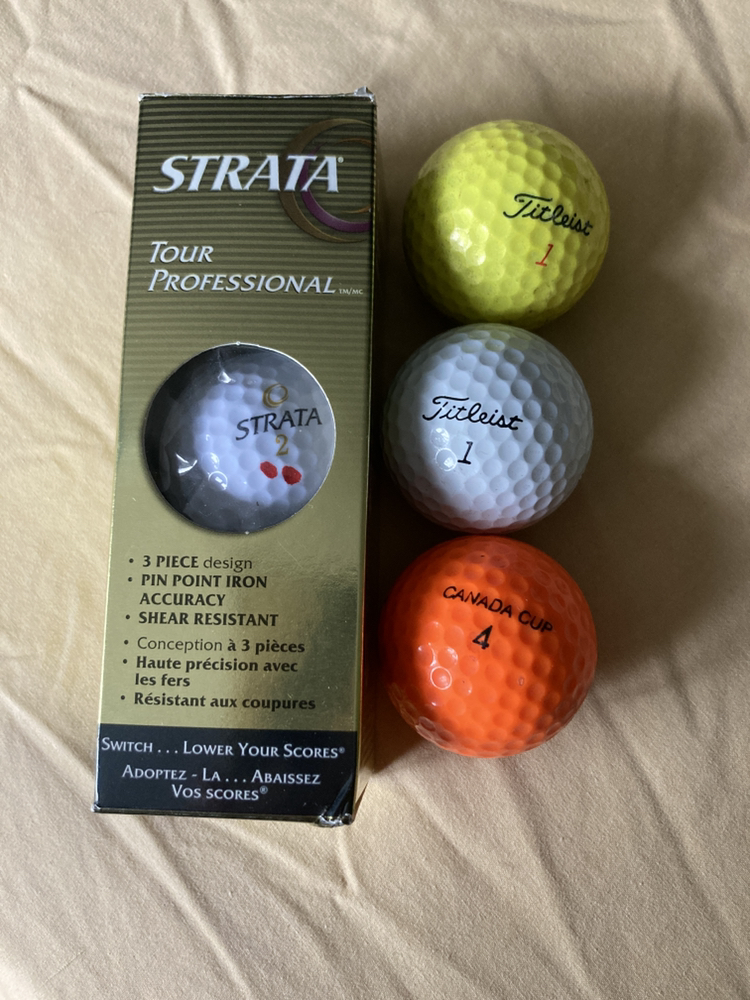 STRATA®
TOUR
PROFESSIONAL TM/MC
STRATA
2
• 3 PIECE design
• PIN POINT IRON
ACCURACY
• SHEAR RESISTANT
• Conception à 3 pièces
• Haute précision avec
les fers
• Résistant aux coupures
SWITCH . . . LOWER YOUR SCORES®
ADOPTEZ - LA . . . ABAISSEZ
VOS SCORES®
Titleist
1
Titleist
1
CANADA CUP
4